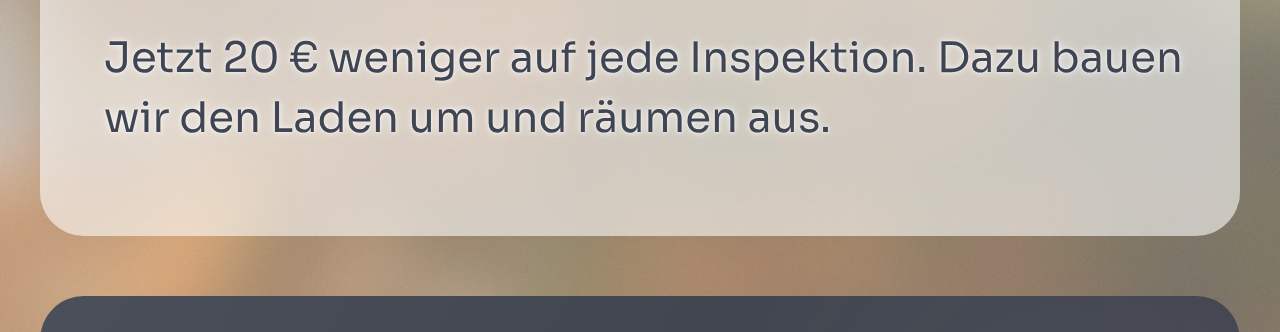 Jetzt 20 € weniger auf jede Inspektion. Dazu bauen
wir den Laden um und räumen aus.